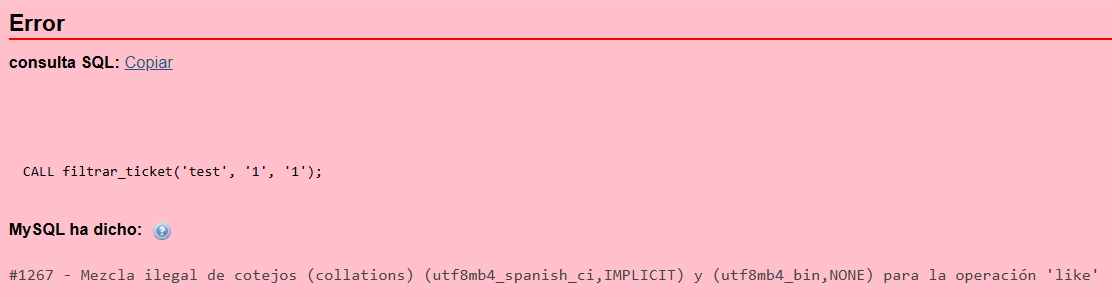 Error
consulta SQL: Copiar
CALL filtrar_ticket('test', '1', '1');
MySQL ha dicho: ?
#1267 - Mezcla ilegal de cotejos (collations) (utf8mb4_spanish_ci,IMPLICIT) y (utf8mb4_bin,NONE) para la operación 'like'